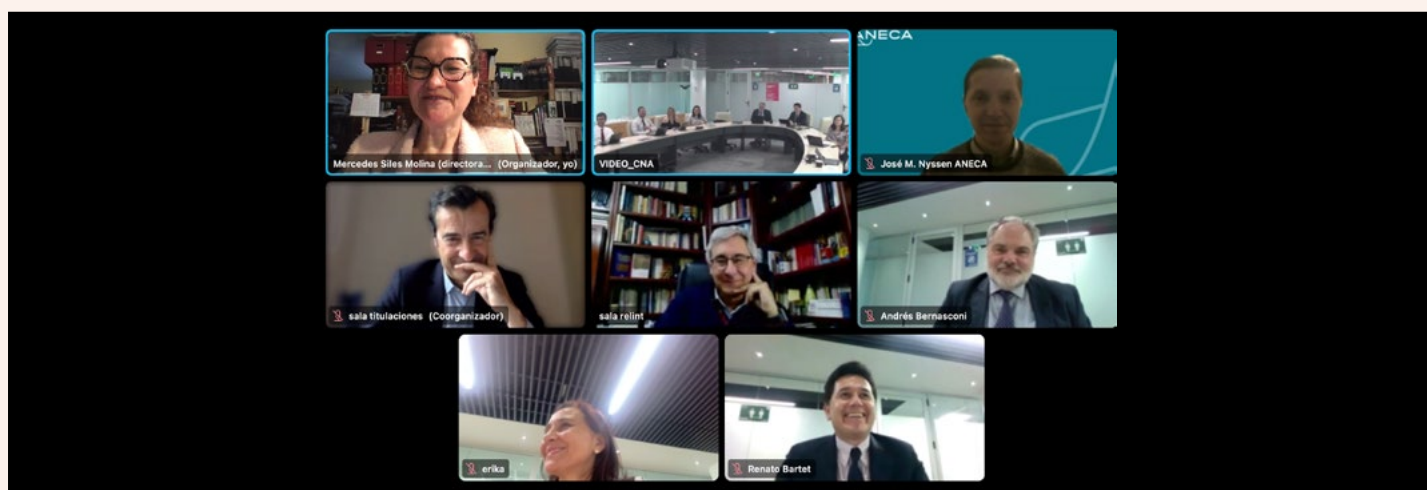 ANECA
Mercedes Siles Molina (directora... (Organizador, yo)
VIDEO_CNA
José M. Nyssen ANECA
sala titulaciones (Coorganizador)
sala relint
Andrés Bernasconi
erika
Renato Bartet